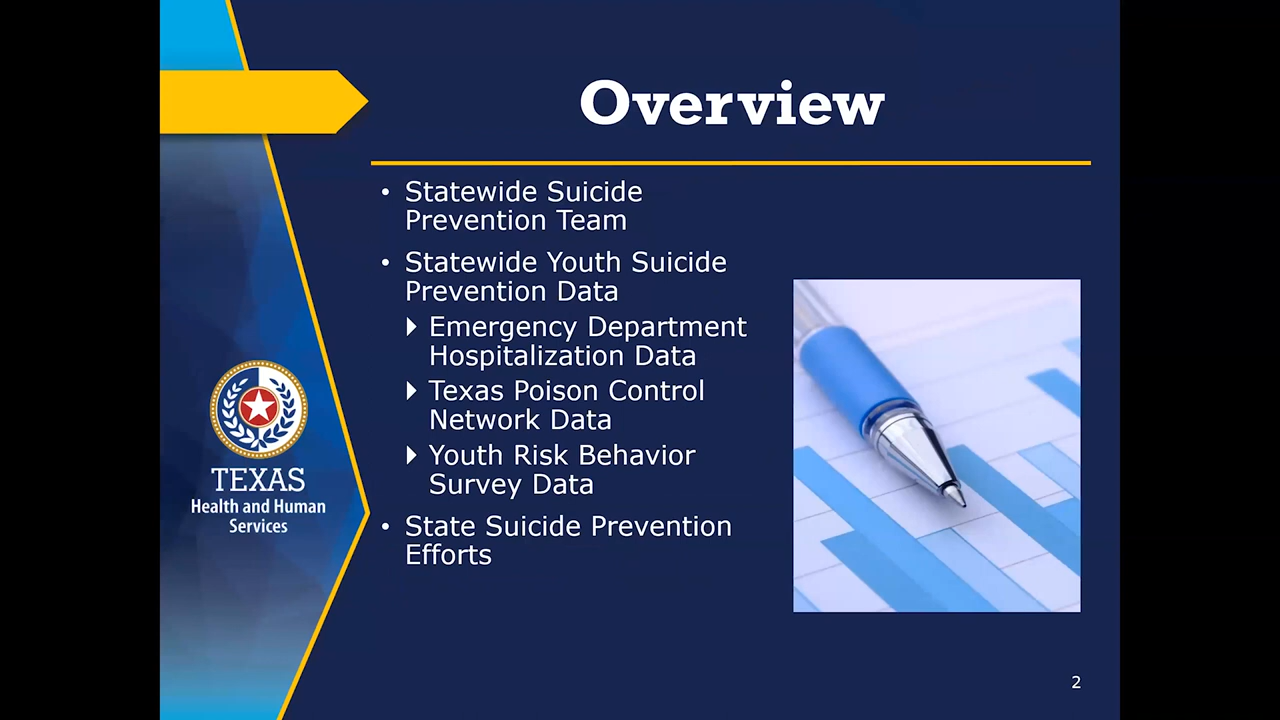 Overview
• Statewide Suicide
Prevention Team
• Statewide Youth Suicide
Prevention Data
Emergency Department
Hospitalization Data
Texas Poison Control
Network Data
Youth Risk Behavior
Survey Data
• State Suicide Prevention
Efforts
TEXAS
Health and Human
Services
2